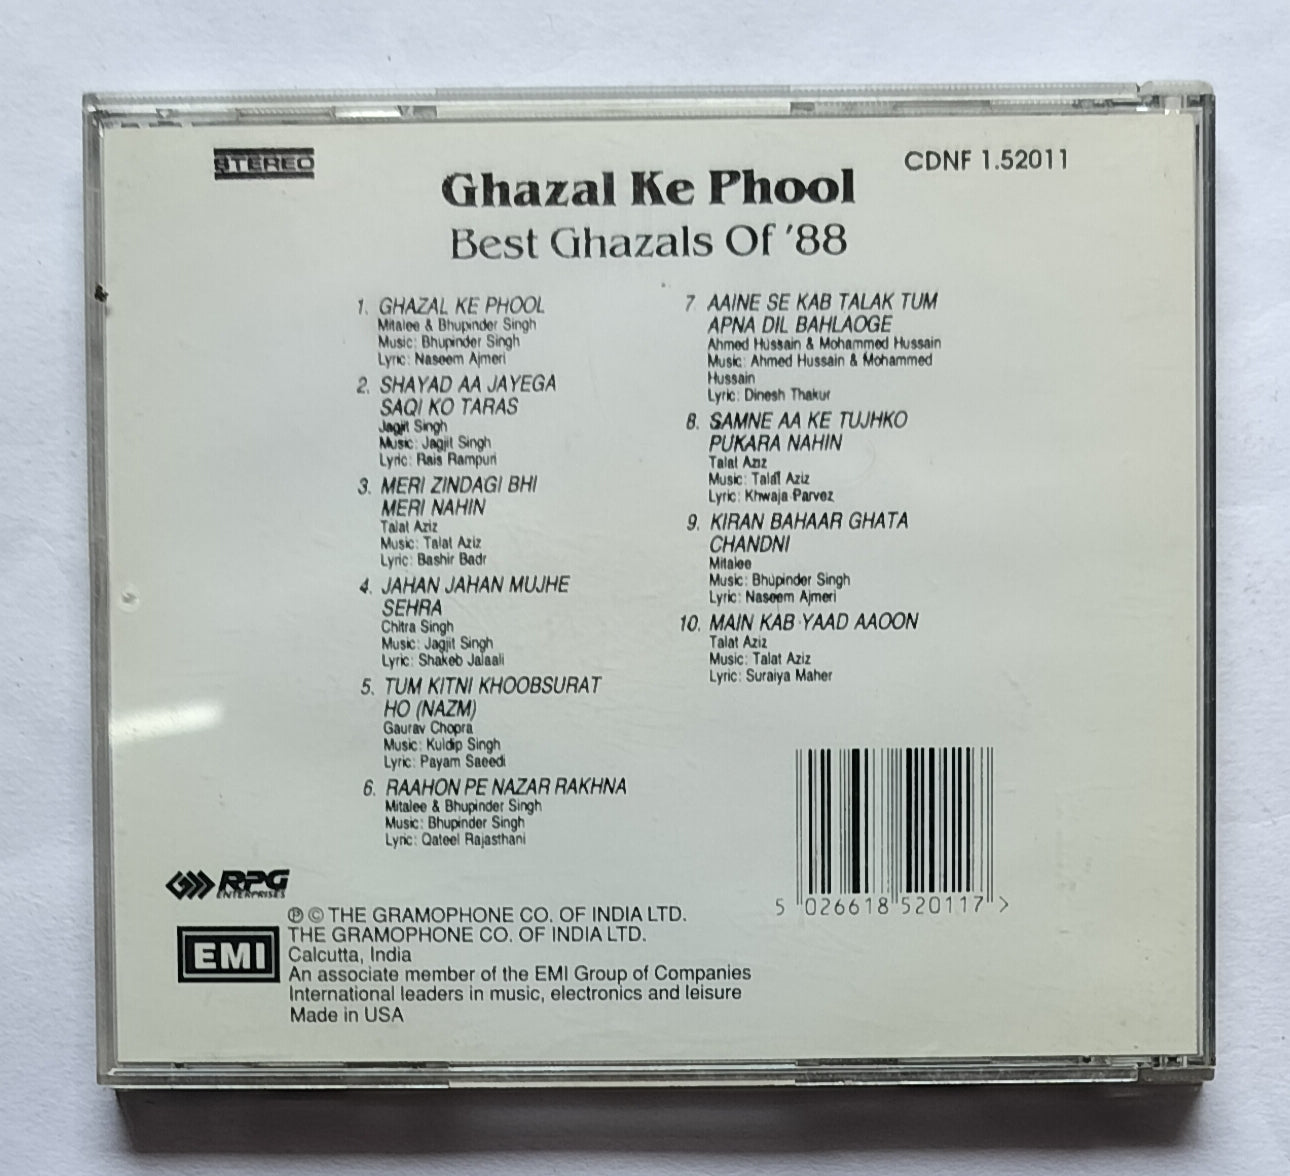 STEREO
CDNF 1.52011
Ghazal Ke Phool
Best Ghazals Of '88
1. GHAZAL KE PHOOL
Mitalee & Bhupinder Singh
Music: Bhupinder Singh
Lyric: Naseem Ajmeri
2. SHAYAD AA JAYEGA
SAQI KO TARAS
Jagjit Singh
Music: Jagjit Singh
Lyric: Rais Rampuri
3. MERI ZINDAGI BHI
MERI NAHIN
Talat Aziz
Music: Talat Aziz
Lyric: Bashir Badr
4. JAHAN JAHAN MUJHE
SEHRA
Chitra Singh
Music: Jagjit Singh
Lyric: Shakeb Jalaali
5. TUM KITNI KHOOBSURAT
HO (NAZM)
Gaurav Chopra
Music: Kuldip Singh
Lyric: Payam Saeedi
6. RAAHON PE NAZAR RAKHNA
Mitalee & Bhupinder Singh
Music: Bhupinder Singh
Lyric: Qateel Rajasthani
7 AAINE SE KAB TALAK TUM
APNA DIL BAHLAOGE
Ahmed Hussain & Mohammed Hussain
Music: Ahmed Hussain & Mohammed
Hussain
Lyric: Dinesh Thakur
8. SAMNE AA KE TUJHKO
PUKARA NAHIN
Talat Aziz
Music: Talat Aziz
Lyric: Khwaja Parvez
9. KIRAN BAHAAR GHATA
CHANDNI
Mitalee
Music: Bhupinder Singh
Lyric: Naseem Ajmeri
10. MAIN KAB YAAD AAOON
Talat Aziz
Music: Talat Aziz
Lyric: Suraiya Maher
5 026618 520117 >
RPG
ENTERPRISES
EMI
℗ © THE GRAMOPHONE CO. OF INDIA LTD.
THE GRAMOPHONE CO. OF INDIA LTD.
Calcutta, India
An associate member of the EMI Group of Companies
International leaders in music, electronics and leisure
Made in USA